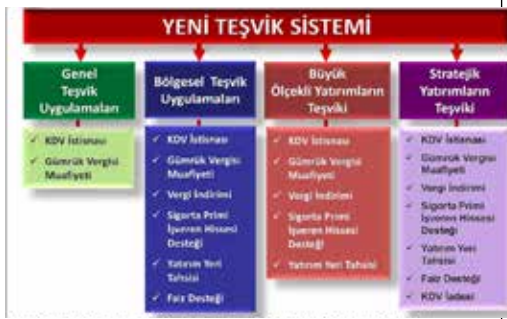 YENİ TEŞVİK SİSTEMİ
Genel
Teşvik
Uygulamaları
✓ KDV İstisnası
✓ Gümrük Vergisi
Muafiyeti
Bölgesel Teşvik
Uygulamaları
✓ KDV İstisnası
✓ Gümrük Vergisi
Muafiyeti
✓ Vergi İndirimi
✓ Sigorta Primi
İşveren Hissesi
Desteği
✓ Yatırım Yeri
Tahsisi
✓ Faiz Desteği
Büyük
Ölçekli Yatırımların
Teşviki
✓ KDV İstisnası
✓ Gümrük Vergisi
Muafiyeti
✓ Vergi İndirimi
✓ Sigorta Primi
İşveren Hissesi
Desteği
✓ Yatırım Yeri Tahsisi
Stratejik
Yatırımların
Teşviki
✓ KDV İstisnası
✓ Gümrük Vergisi
Muafiyeti
✓ Vergi İndirimi
✓ Sigorta Primi
İşveren Hissesi
Desteği
✓ Yatırım Yeri
Tahsisi
✓ Faiz Desteği
✓ KDV İadesi